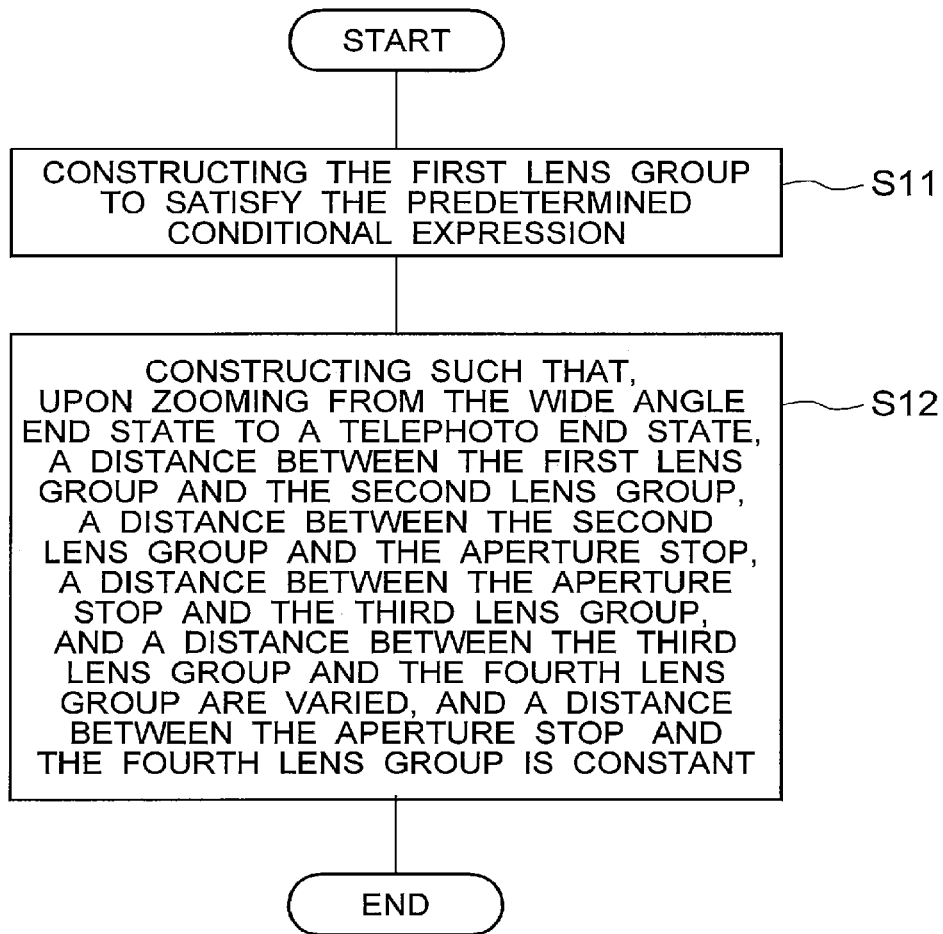 START
CONSTRUCTING THE FIRST LENS GROUP
TO SATISFY THE PREDETERMINED
CONDITIONAL EXPRESSION
S11
CONSTRUCTING SUCH THAT,
UPON ZOOMING FROM THE WIDE ANGLE
END STATE TO A TELEPHOTO END STATE,
A DISTANCE BETWEEN THE FIRST LENS
GROUP AND THE SECOND LENS GROUP,
A DISTANCE BETWEEN THE SECOND
LENS GROUP AND THE APERTURE STOP,
A DISTANCE BETWEEN THE APERTURE
STOP AND THE THIRD LENS GROUP,
AND A DISTANCE BETWEEN THE THIRD
LENS GROUP AND THE FOURTH LENS
GROUP ARE VARIED, AND A DISTANCE
BETWEEN THE APERTURE STOP AND
THE FOURTH LENS GROUP IS CONSTANT
S12
END